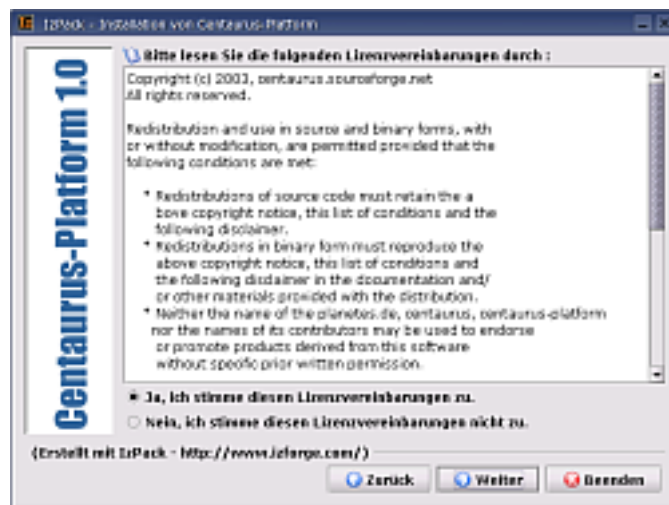 IzPack - Installation von Centaurus-Platform
Centaurus-Platform 1.0
Bitte lesen Sie die folgenden Lizenzvereinbarungen durch :
Copyright (c) 2003, centaurus.sourceforge.net
All rights reserved.
Redistribution and use in source and binary forms, with
or without modification, are permitted provided that the
following conditions are met:
* Redistributions of source code must retain the a
bove copyright notice, this list of conditions and the
following disclaimer.
* Redistributions in binary form must reproduce the
above copyright notice, this list of conditions and
the following disclaimer in the documentation and/
or other materials provided with the distribution.
* Neither the name of the planetes.de, centaurus, centaurus-platform
nor the names of its contributors may be used to endorse
or promote products derived from this software
without specific prior written permission.
Ja, ich stimme diesen Lizenzvereinbarungen zu.
Nein, ich stimme diesen Lizenzvereinbarungen nicht zu.
(Erstellt mit IzPack - http://www.izforge.com/)
Zurück
Weiter
Beenden